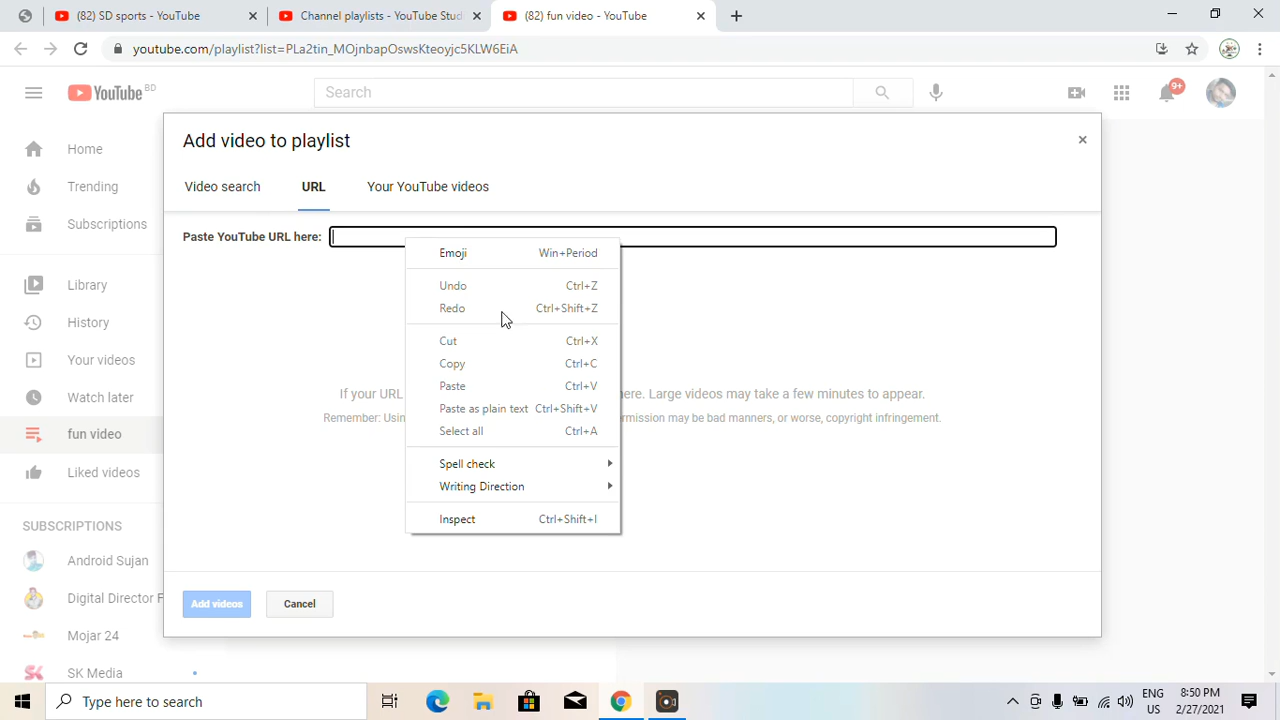 (82) SD sports - YouTube
Channel playlists - YouTube Stud
(82) fun video - YouTube
youtube.com/playlist?list=PLa2tin_MOjnbapOswsKteoyjc5KLW6EiA
YouTube BD
Search
9+
Home
Trending
Subscriptions
Library
History
Your videos
Watch later
fun video
Liked videos
SUBSCRIPTIONS
Android Sujan
Digital Director F
Mojar 24
SK Media
Add video to playlist
Video search
URL
Your YouTube videos
Paste YouTube URL here:
If your URL
ere. Large videos may take a few minutes to appear.
Remember: Usin
rmission may be bad manners, or worse, copyright infringement.
Emoji Win+Period
Undo Ctrl+Z
Redo Ctrl+Shift+Z
Cut Ctrl+X
Copy Ctrl+C
Paste Ctrl+V
Paste as plain text Ctrl+Shift+V
Select all Ctrl+A
Spell check
Writing Direction
Inspect Ctrl+Shift+I
Add videos
Cancel
Type here to search
ENG
US
8:50 PM
2/27/2021